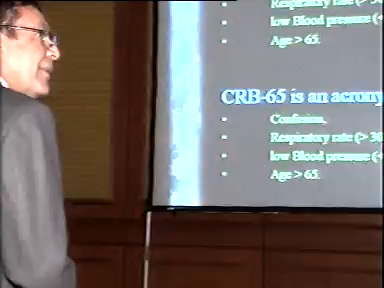 Respiratory rate (> 3
low Blood pressure (<
Age > 65.
CRB-65 is an acrony
Confusion,
Respiratory rate (> 30
low Blood pressure (<
Age > 65.